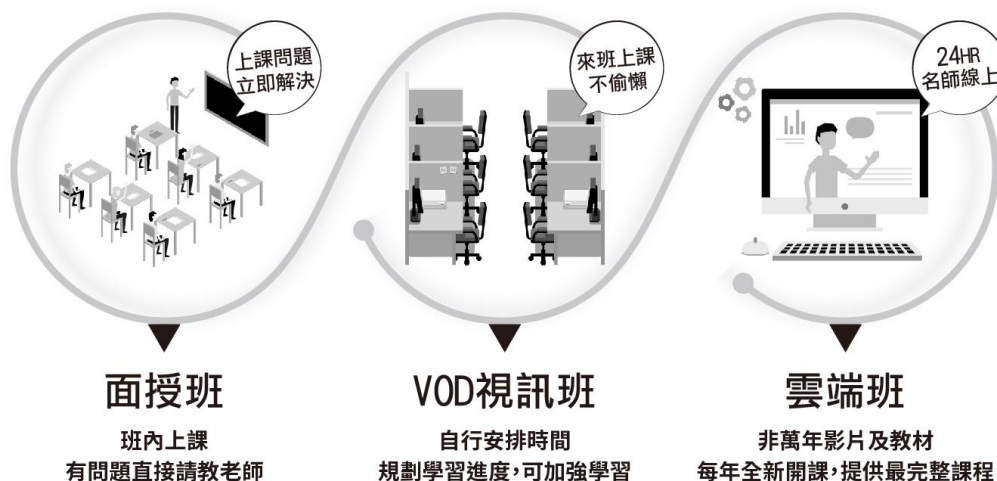 上課問題
立即解決
來班上課
不偷懶
24HR
名師線上
面授班
班內上課
有問題直接請教老師
VOD視訊班
自行安排時間
規劃學習進度，可加強學習
雲端班
非萬年影片及教材
每年全新開課，提供最完整課程